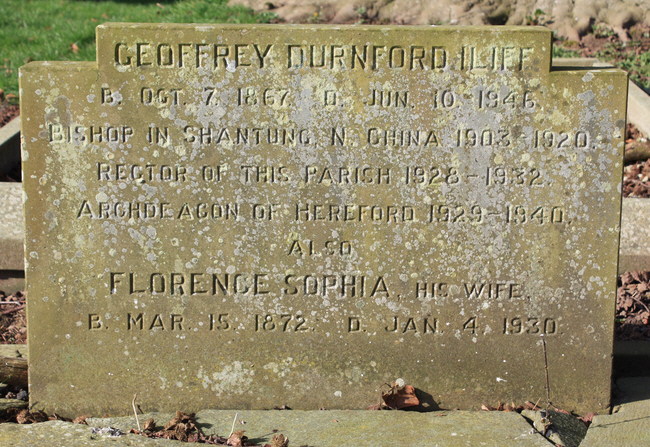 GEOFFREY DURNFORD ILIFF
B. OCT. 7. 1867. D. JUN. 10. 1946.
BISHOP IN SHANTUNG, N. CHINA 1903-1920.
RECTOR OF THIS PARISH 1928-1932.
ARCHDEACON OF HEREFORD 1929-1940.
ALSO
FLORENCE SOPHIA, HIS WIFE,
B. MAR. 15. 1872. D. JAN. 4. 1930.